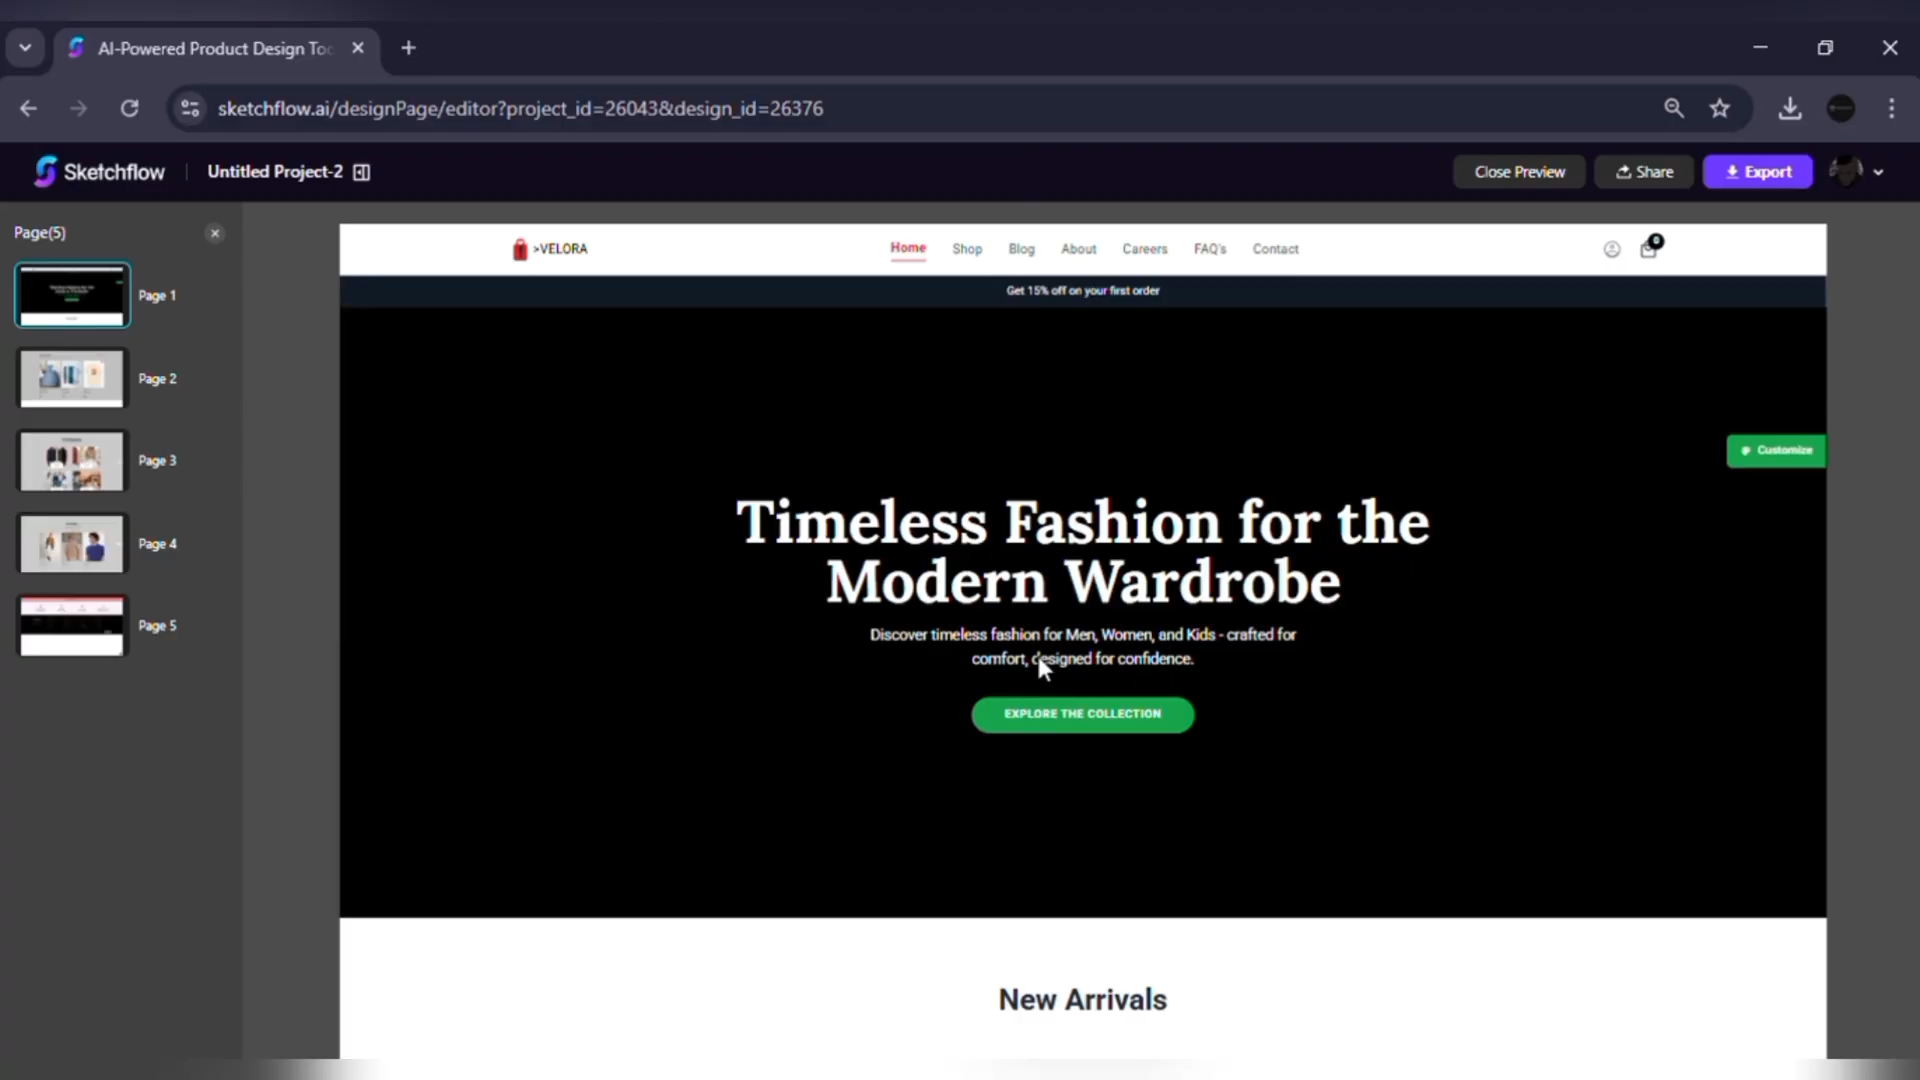 AI-Powered Product Design Too
sketchflow.ai/designPage/editor?project_id=26043&design_id=26376
Sketchflow
Untitled Project-2
Close Preview
Share
Export
Page(5)
Page 1
Page 2
Page 3
Page 4
Page 5
>VELORA
Home
Shop
Blog
About
Careers
FAQ's
Contact
0
Get 15% off on your first order
Customize
Timeless Fashion for the
Modern Wardrobe
Discover timeless fashion for Men, Women, and Kids - crafted for
comfort, designed for confidence.
EXPLORE THE COLLECTION
New Arrivals